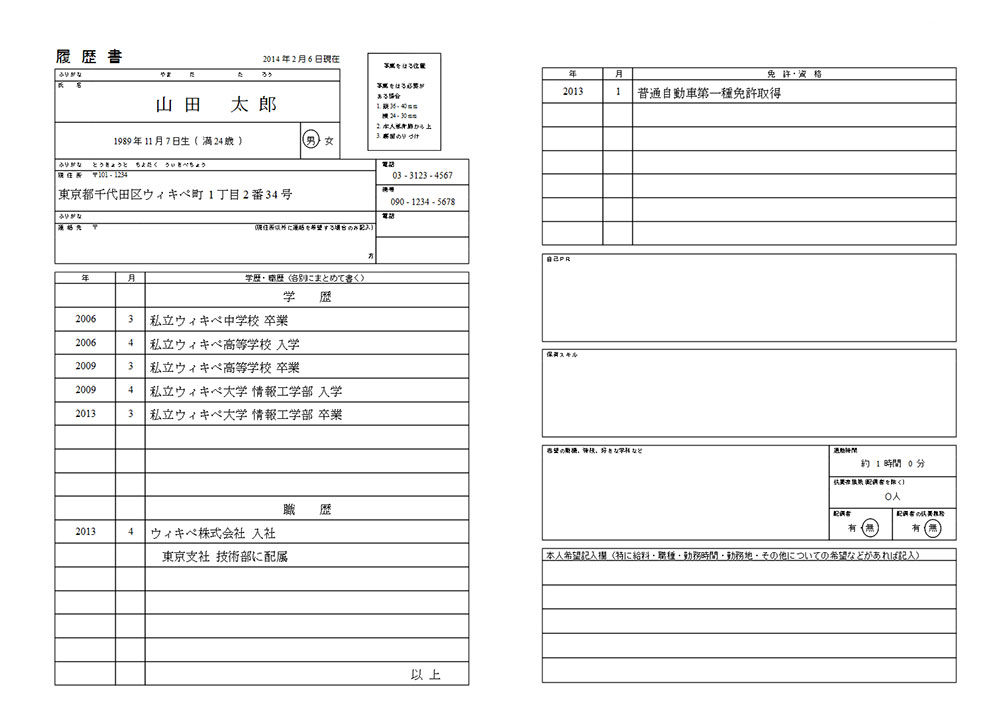 履歴書
2014年2月6日現在
ふりがな やま だ た ろう
氏 名
山田 太郎
1989年11月7日生（満24歳）
男・女
写真をはる位置
写真をはる必要が
ある場合
1. 縦 36 - 40 mm
横 24 - 30 mm
2. 本人単身胸から上
3. 裏面のりづけ
ふりがな とうきょうと ちよだく うぃきぺちょう
現住所 〒101 - 1234
東京都千代田区ウィキペ町1丁目2番34号
電話
03 - 3123 - 4567
携帯
090 - 1234 - 5678
ふりがな
連絡先 〒 (現住所以外に連絡を希望する場合のみ記入)
方
電話
年 月 学歴・職歴（各別にまとめて書く）
学 歴
2006 3 私立ウィキペ中学校 卒業
2006 4 私立ウィキペ高等学校 入学
2009 3 私立ウィキペ高等学校 卒業
2009 4 私立ウィキペ大学 情報工学部 入学
2013 3 私立ウィキペ大学 情報工学部 卒業
職 歴
2013 4 ウィキペ株式会社 入社
東京支社 技術部に配属
以上
年 月 免許・資格
2013 1 普通自動車第一種免許取得
自己PR
保有スキル
志望の動機、特技、好きな学科など
通勤時間
約 1 時間 0 分
扶養家族数(配偶者を除く)
0人
配偶者
有・無
配偶者の扶養義務
有・無
本人希望記入欄（特に給料・職種・勤務時間・勤務地・その他についての希望などがあれば記入）